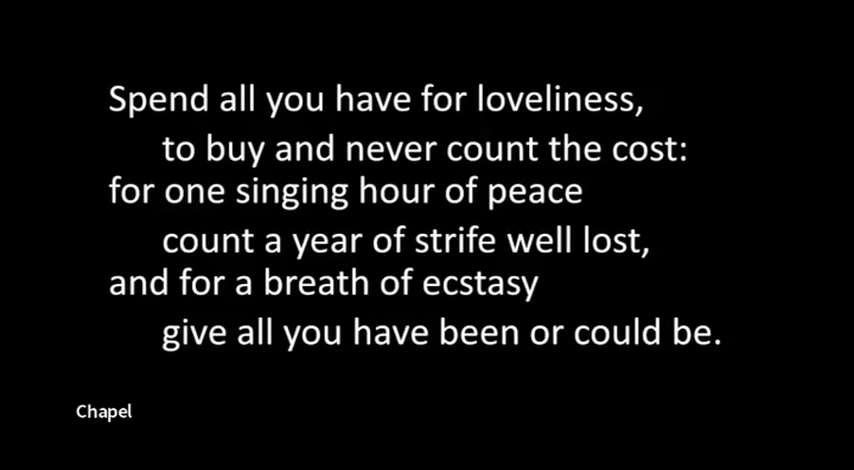 Spend all you have for loveliness,
to buy and never count the cost:
for one singing hour of peace
count a year of strife well lost,
and for a breath of ecstasy
give all you have been or could be.
Chapel